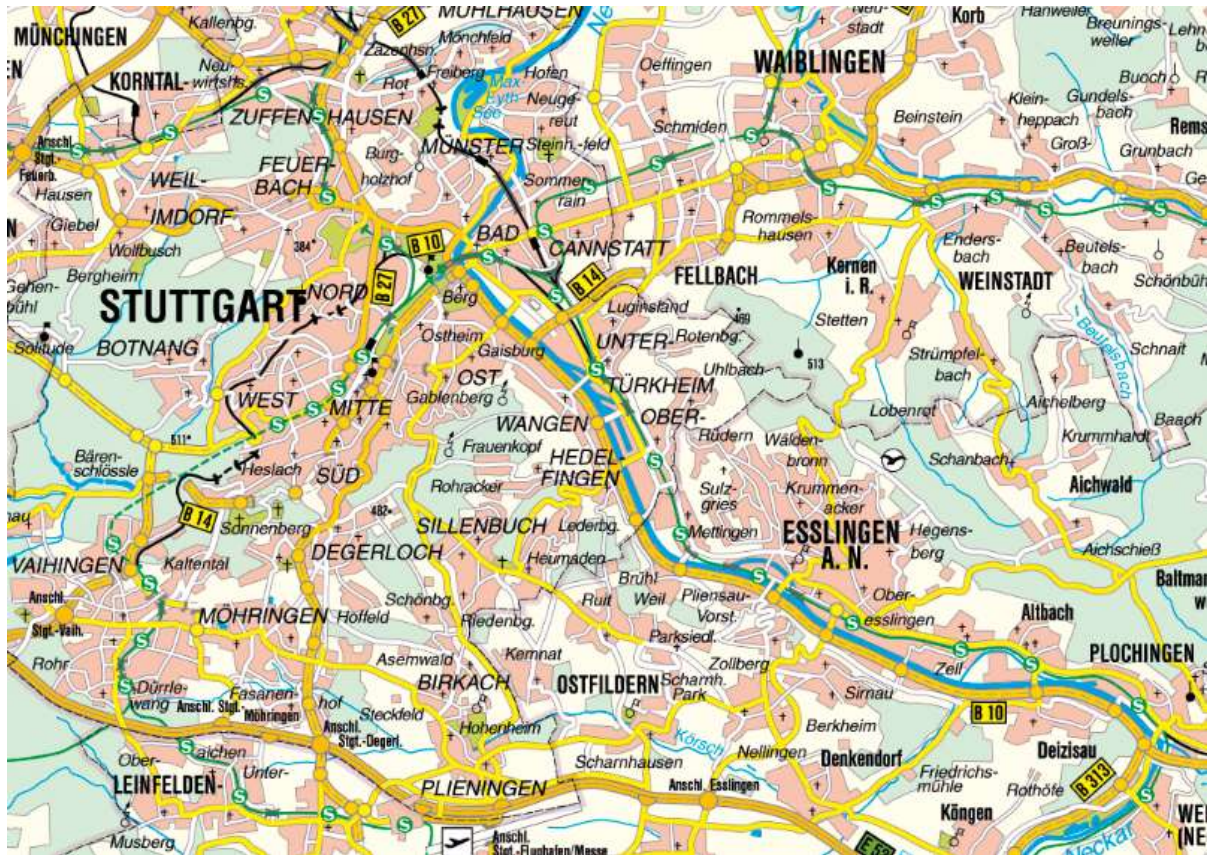 MÜNCHINGEN
Kallenbg.
B 27
MÜHLHAUSEN
Mönchfeld
Zazenhsn.
Neustadt
Korb
Hanweiler
Breunings-
weiler
KORNTAL-
Neu-
wirtshs.
Rot
Freiberg
Hofen
Oeffingen
WAIBLINGEN
Buoch
Max-
Eyth-
See
Neuge-
reut
Klein-
heppach
Gundels-
bach
ZUFFENHAUSEN
Schmiden
Beinstein
Rems-
Anschl.
Stgt.-
Feuerb.
MÜNSTER
Steinh.-feld
Groß-
Grunbach
FEUER-
BACH
Burg-
holzhof
Hausen
WEIL-
IMDORF
Sommer-
rain
Giebel
Wolfbusch
384
B 10
BAD
CANNSTATT
Rommels-
hausen
Enders-
bach
Beutels-
bach
Bergheim
B 27
B 14
FELLBACH
Kernen
i. R.
WEINSTADT
Schönbühl
Gehen-
bühl
STUTTGART
NORD
Berg
Luginsland
Stetten
Solitude
BOTNANG
Ostheim
Gaisburg
UNTER-
TÜRKHEIM
Rotenbg.
469
Strümpfel-
bach
Beutelsbach
Schnait
OST
Uhlbach
513
WEST
Gablenberg
MITTE
WANGEN
OBER-
Lobenrot
Aichelberg
Baach
511
Frauenkopf
Rüdern
Wälden-
bronn
Krummhardt
Bären-
schlössle
Heslach
SÜD
HEDEL-
FINGEN
Schanbach
Rohracker
Sulz-
gries
Krummen-
acker
Aichwald
B 14
Sonnenberg
482
SILLENBUCH
Lederbg.
Mettingen
ESSLINGEN
A. N.
Hegens-
berg
Aichschieß
VAIHINGEN
Kaltental
DEGERLOCH
Heumaden
Brühl
Weil
Pliensau-
Vorst.
Ober-
esslingen
Altbach
Anschl.
Stgt.-Vaih.
MÖHRINGEN
Hoffeld
Schönbg.
Riedenbg.
Ruit
Parksiedl.
PLOCHINGEN
Rohr
Asemwald
Kemnat
Zollberg
Zell
BIRKACH
OSTFILDERN
Scharnh.
Park
Sirnau
Dürrle-
wang
Fasanen-
hof
Anschl. Stgt.-
Möhringen
Steckfeld
Hohenheim
Berkheim
B 10
Anschl.
Stgt.-Degerl.
Körsch
Nellingen
Denkendorf
Deizisau
Ober-
aichen
Unter-
Scharnhausen
LEINFELDEN-
PLIENINGEN
Anschl. Esslingen
Friedrichs-
mühle
Rothöfe
B 313
Köngen
Musberg
Anschl.
Stgt.-Flughafen/Messe
Neckar